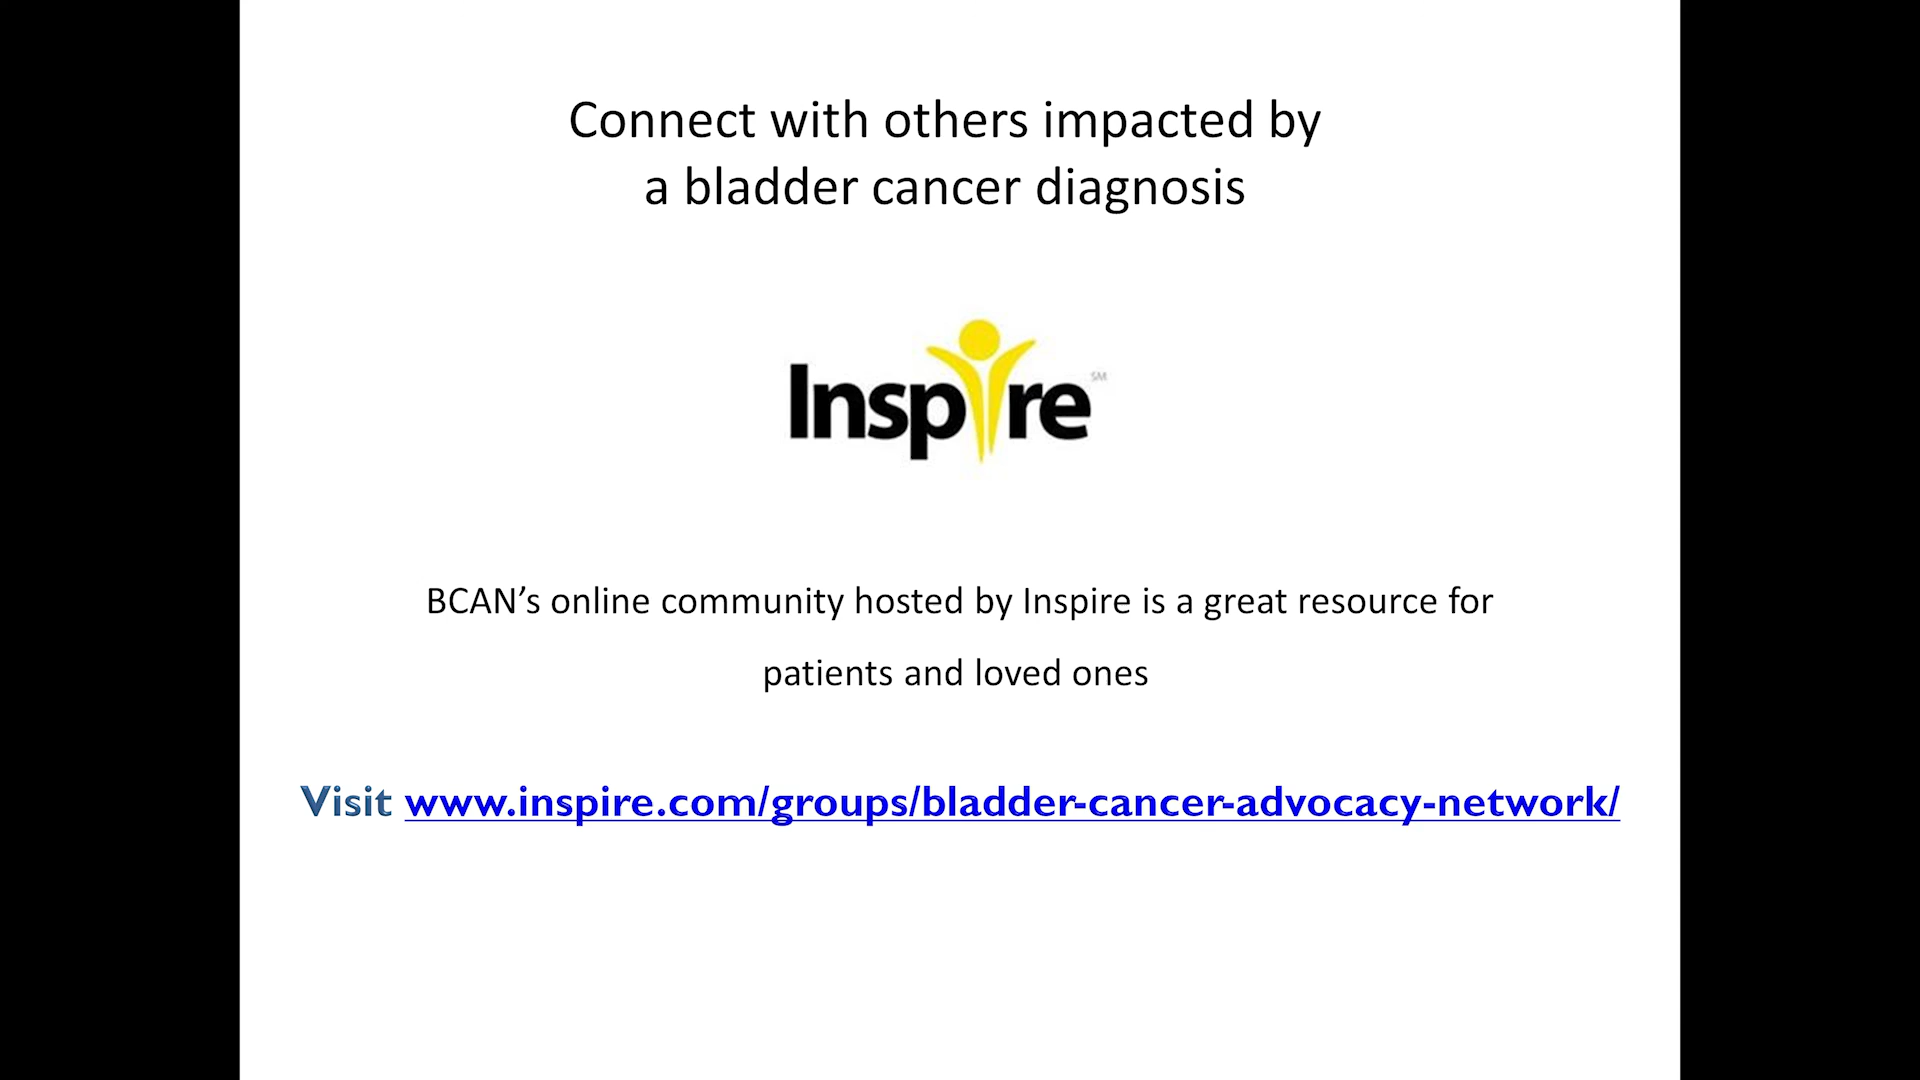 Connect with others impacted by
a bladder cancer diagnosis
Inspire SM
BCAN’s online community hosted by Inspire is a great resource for
patients and loved ones
Visit www.inspire.com/groups/bladder-cancer-advocacy-network/